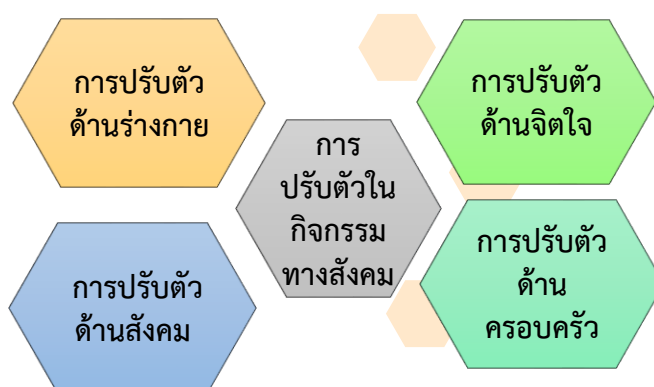 การปรับตัว
ด้านร่างกาย
การปรับตัว
ด้านจิตใจ
การ
ปรับตัวใน
กิจกรรม
ทางสังคม
การปรับตัว
ด้านสังคม
การปรับตัว
ด้าน
ครอบครัว